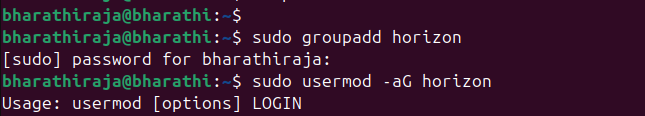 bharathiraja@bharathi:~$
bharathiraja@bharathi:~$ sudo groupadd horizon
[sudo] password for bharathiraja:
bharathiraja@bharathi:~$ sudo usermod -aG horizon
Usage: usermod [options] LOGIN